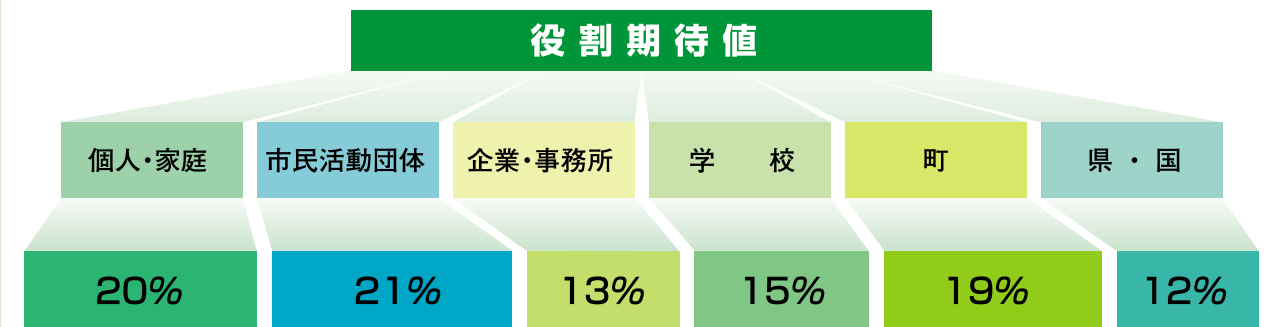 役割期待値
個人・家庭
市民活動団体
企業・事務所
学校
町
県・国
20%
21%
13%
15%
19%
12%